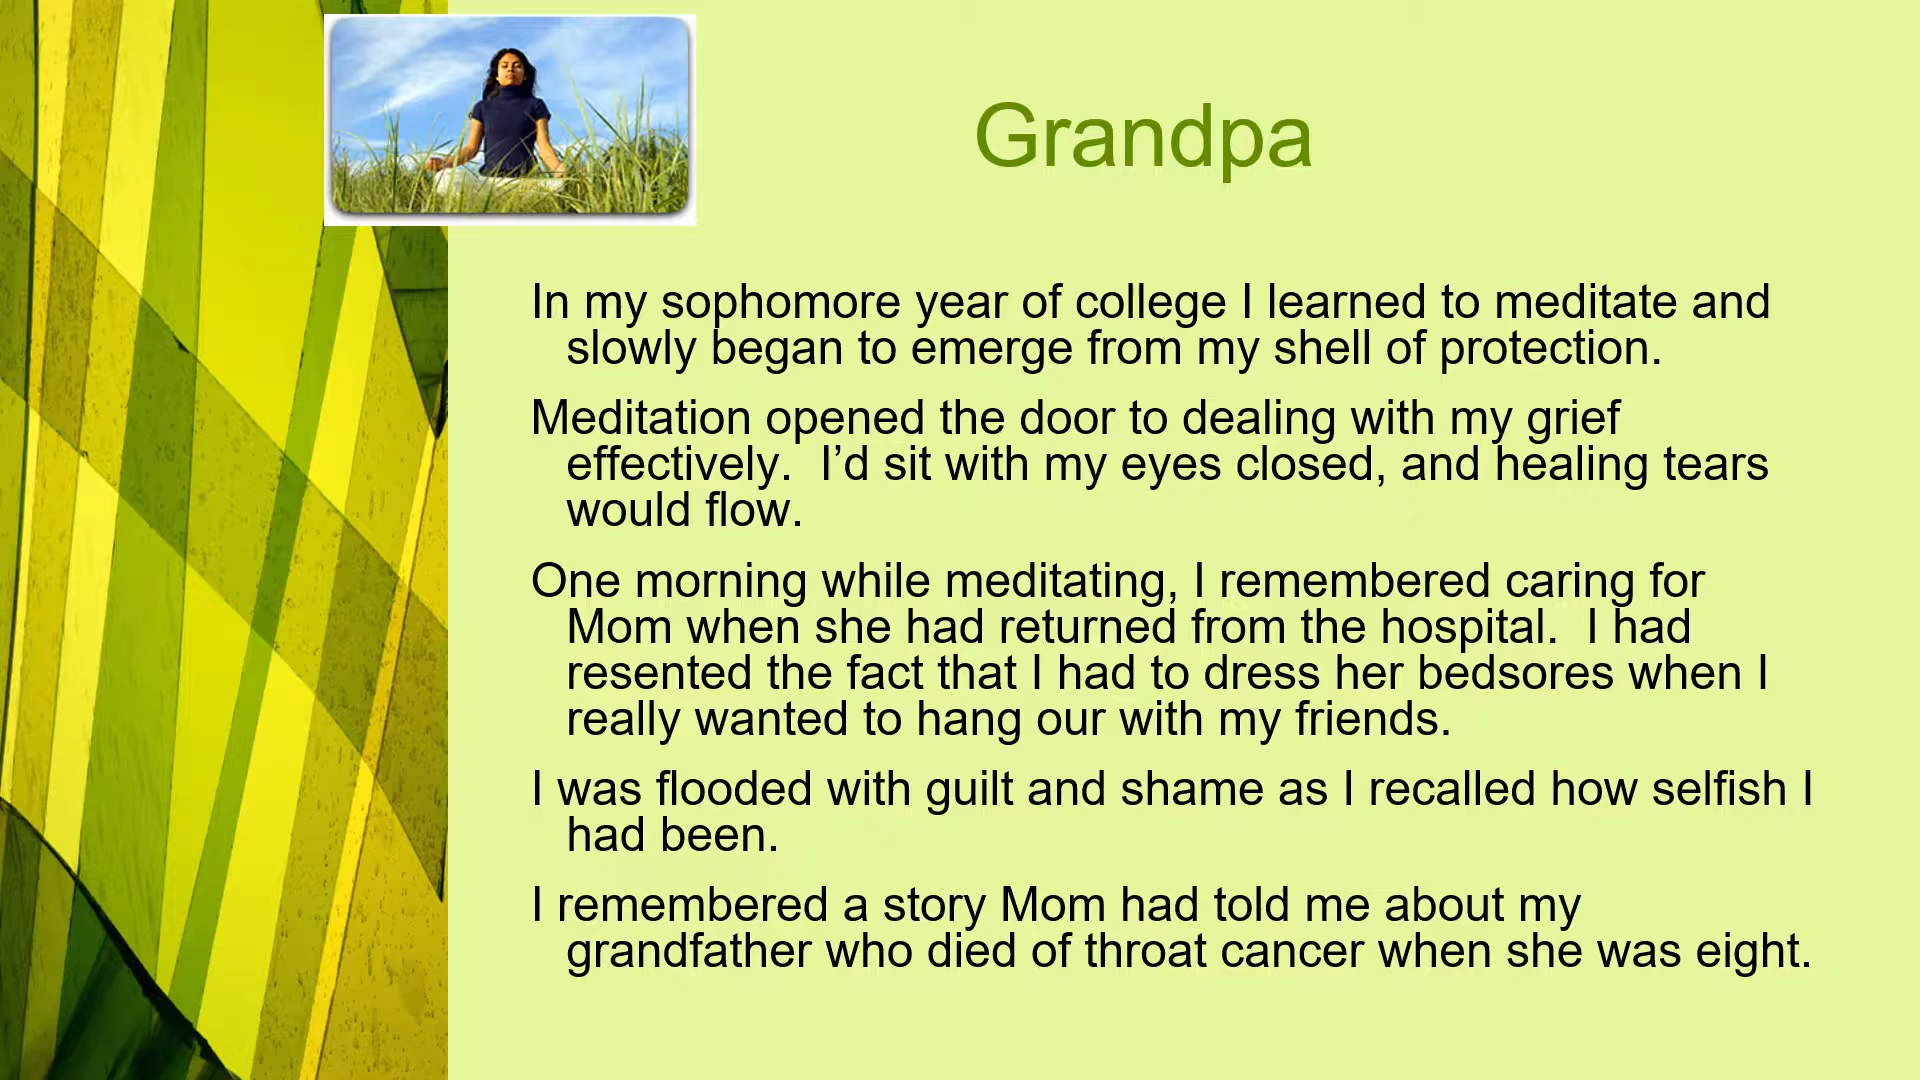 Grandpa
In my sophomore year of college I learned to meditate and
slowly began to emerge from my shell of protection.
Meditation opened the door to dealing with my grief
effectively.  I’d sit with my eyes closed, and healing tears
would flow.
One morning while meditating, I remembered caring for
Mom when she had returned from the hospital.  I had
resented the fact that I had to dress her bedsores when I
really wanted to hang our with my friends.
I was flooded with guilt and shame as I recalled how selfish I
had been.
I remembered a story Mom had told me about my
grandfather who died of throat cancer when she was eight.